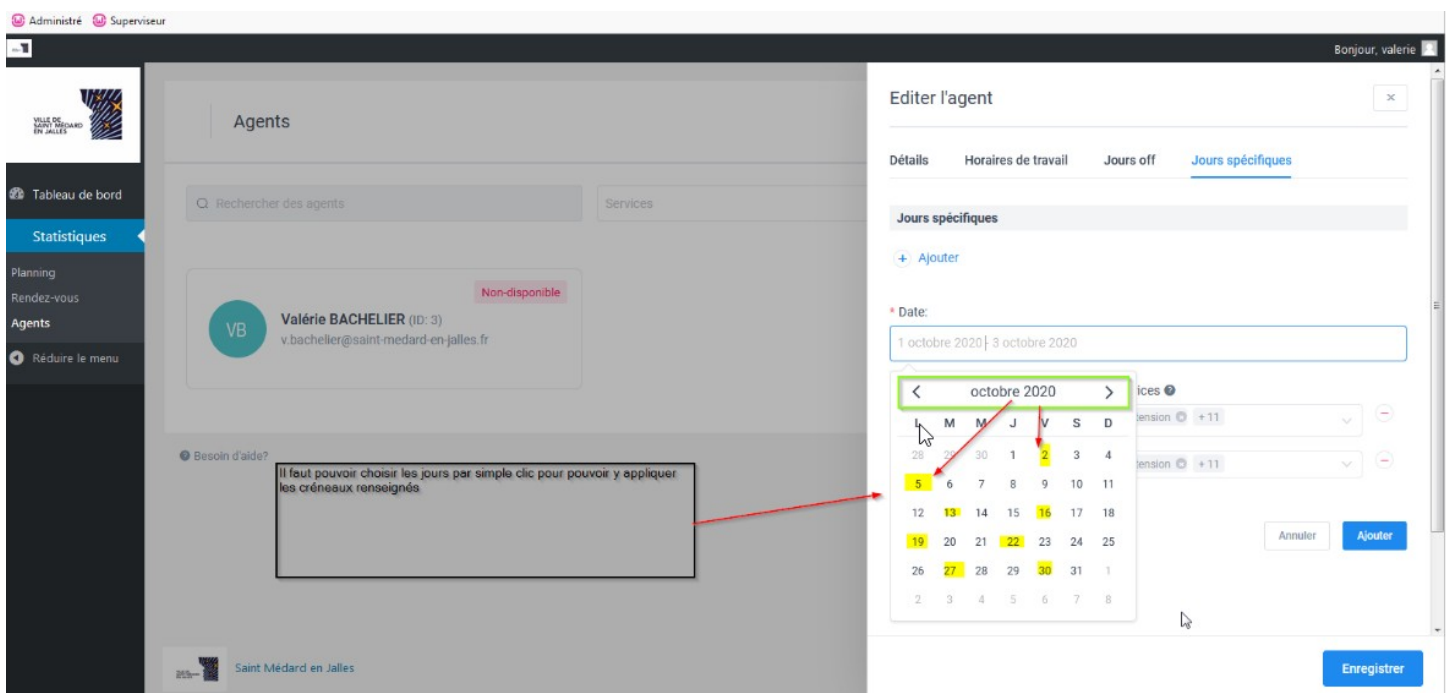 Administré Superviseur
Bonjour, valerie
VILLE DE
SAINT MÉDARD
EN JALLES
Tableau de bord
Statistiques
Planning
Rendez-vous
Agents
Réduire le menu
Agents
Rechercher des agents
Services
Non-disponible
VB
Valérie BACHELIER (ID: 3)
v.bachelier@saint-medard-en-jalles.fr
Besoin d'aide?
Il faut pouvoir choisir les jours par simple clic pour pouvoir y appliquer
les créneaux renseignés
Saint Médard en Jalles
Editer l'agent
Détails Horaires de travail Jours off Jours spécifiques
Jours spécifiques
+ Ajouter
* Date:
1 octobre 2020 - 3 octobre 2020
octobre 2020
L M M J V S D
28 29 30 1 2 3 4
5 6 7 8 9 10 11
12 13 14 15 16 17 18
19 20 21 22 23 24 25
26 27 28 29 30 31 1
2 3 4 5 6 7 8
ices
tension + 11
tension + 11
Annuler Ajouter
Enregistrer